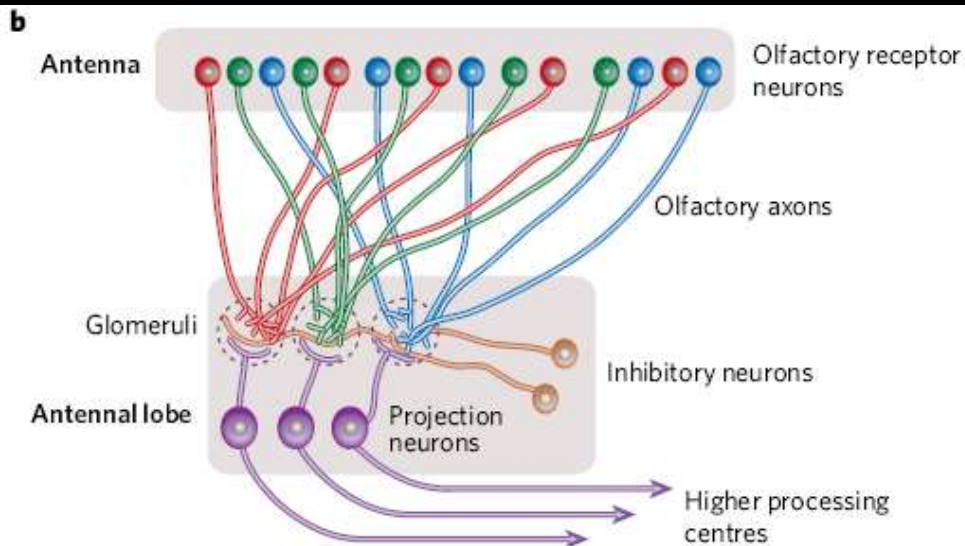 b
Antenna
Olfactory receptor
neurons
Olfactory axons
Glomeruli
Inhibitory neurons
Antennal lobe
Projection
neurons
Higher processing
centres